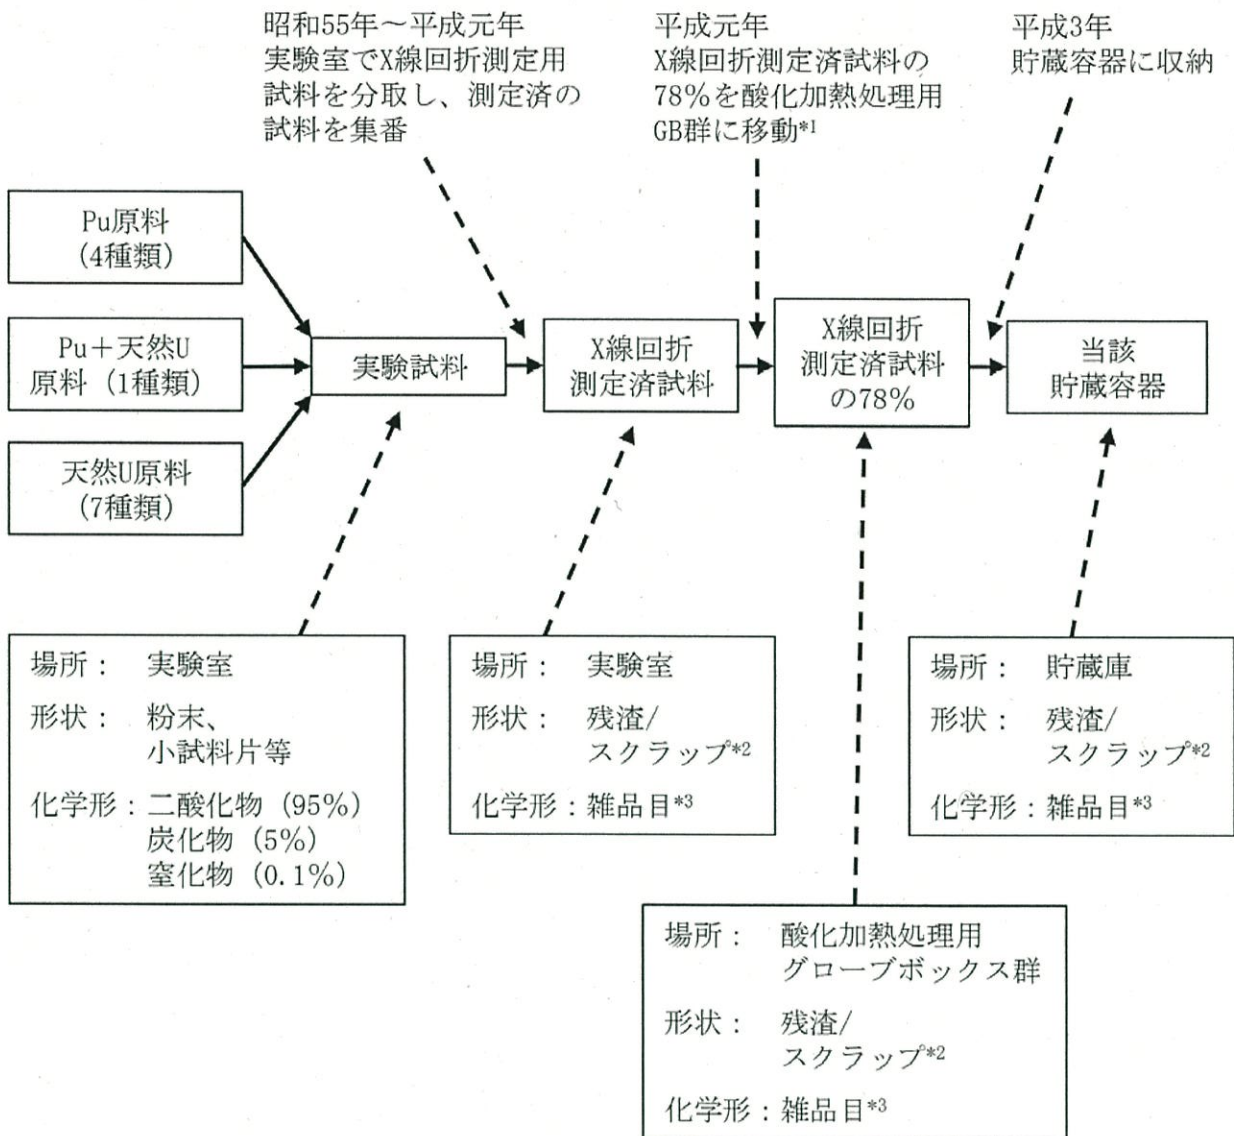 昭和55年～平成元年
実験室でX線回折測定用
試料を分取し、測定済の
試料を集番
平成元年
X線回折測定済試料の
78％を酸化加熱処理用
GB群に移動*1
平成3年
貯蔵容器に収納
Pu原料
(4種類)
Pu＋天然U
原料 (1種類)
天然U原料
(7種類)
実験試料
X線回折
測定済試料
X線回折
測定済試料
の78％
当該
貯蔵容器
場所： 実験室
形状： 粉末、
小試料片等
化学形：二酸化物 (95%)
炭化物 (5%)
窒化物 (0.1%)
場所： 実験室
形状： 残渣/
スクラップ*2
化学形：雑品目*3
場所： 酸化加熱処理用
グローブボックス群
形状： 残渣/
スクラップ*2
化学形：雑品目*3
場所： 貯蔵庫
形状： 残渣/
スクラップ*2
化学形：雑品目*3